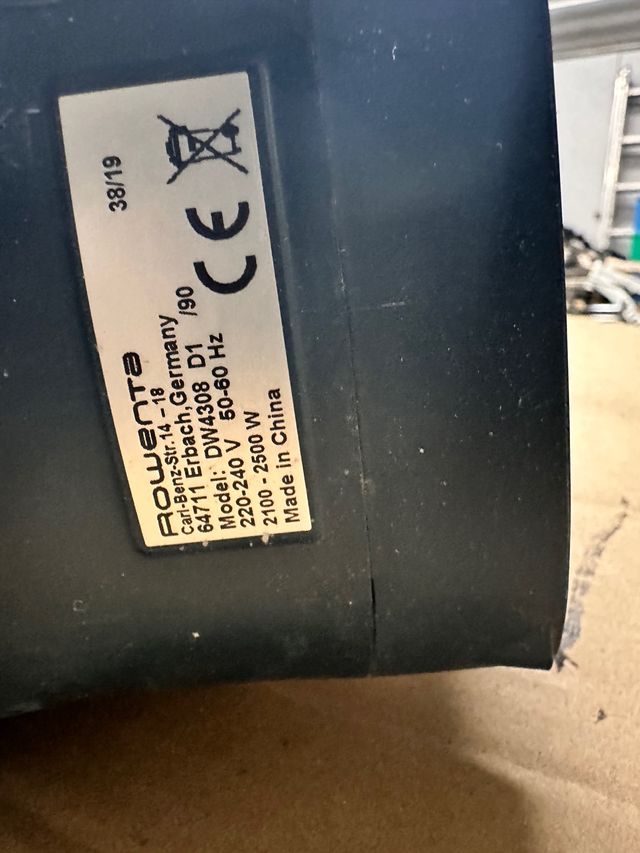 ROWENTA
Carl-Benz-Str.14 - 18
64711 Erbach,Germany
Model: DW4308 D1 /90
220-240 V 50-60 Hz
2100 - 2500 W
Made in China
CE
38/19